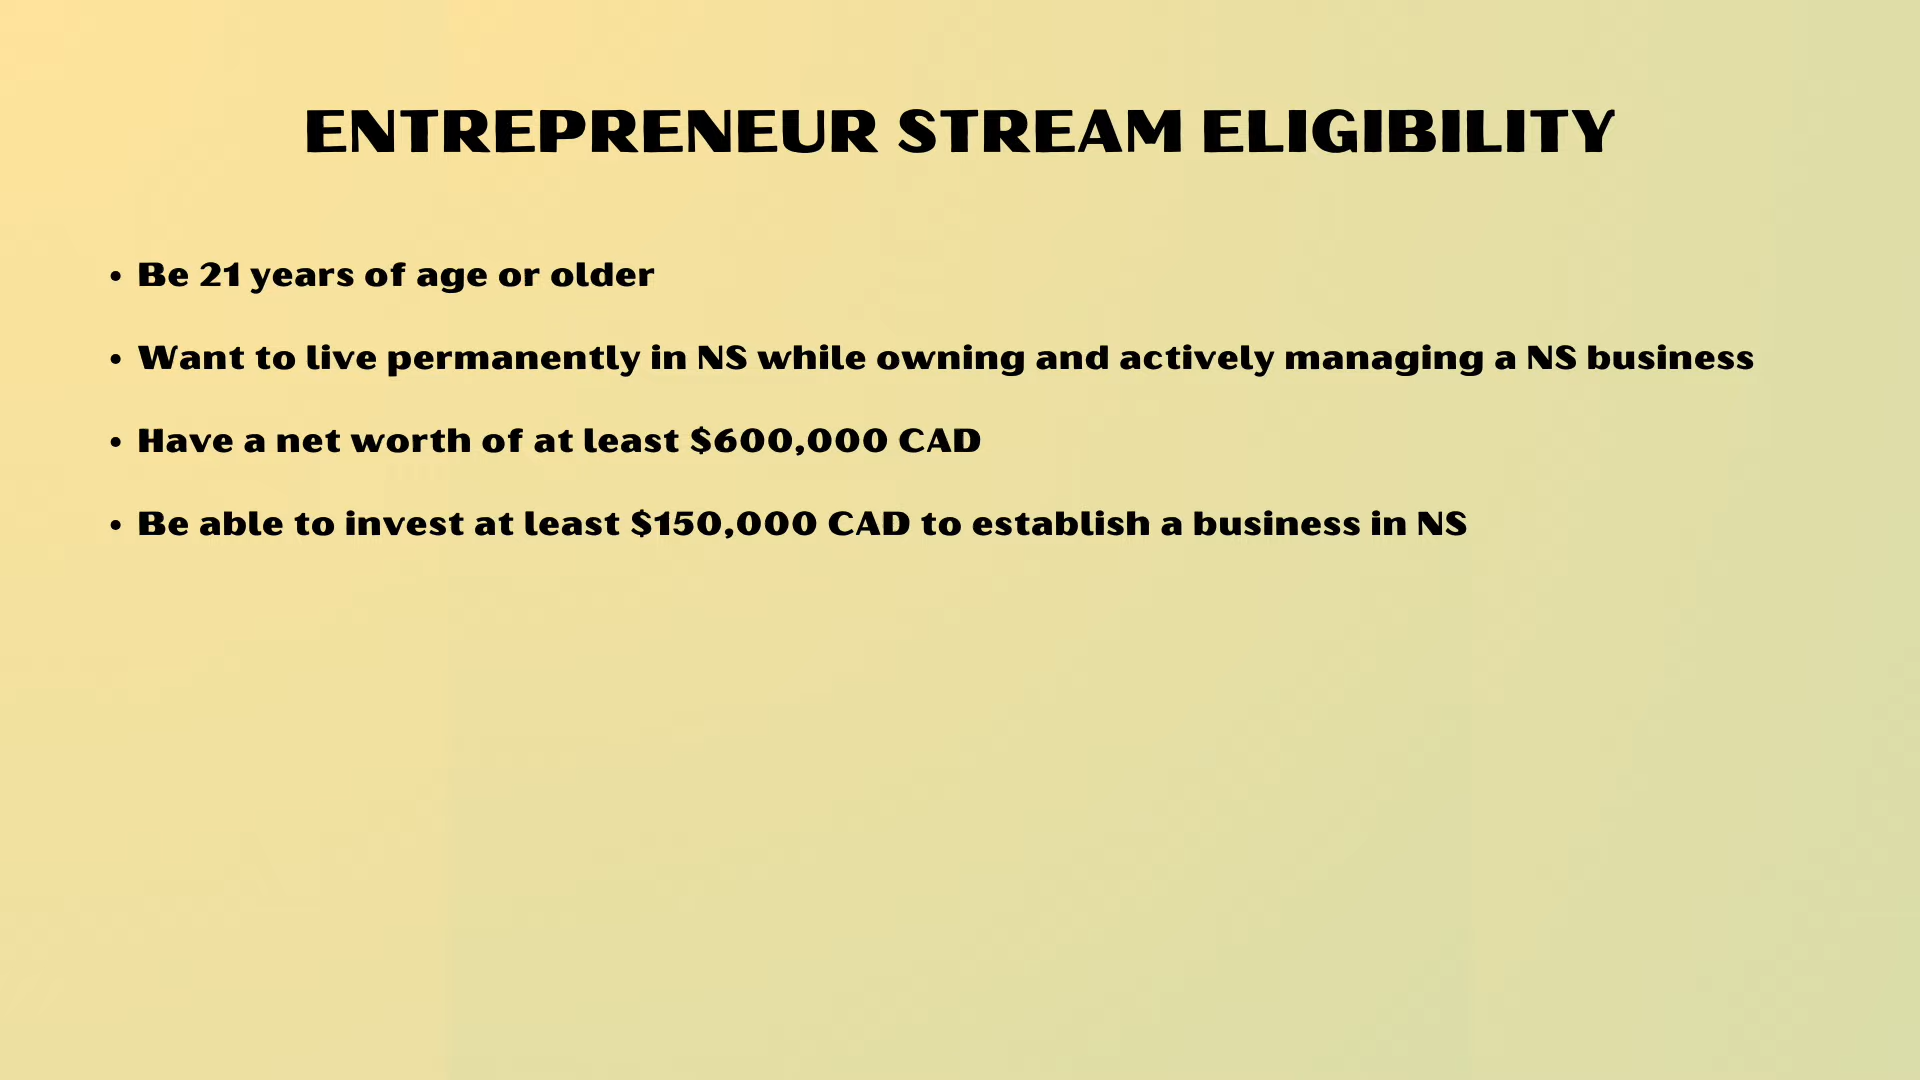 ENTREPRENEUR STREAM ELIGIBILITY
• Be 21 years of age or older
• Want to live permanently in NS while owning and actively managing a NS business
• Have a net worth of at least $600,000 CAD
• Be able to invest at least $150,000 CAD to establish a business in NS